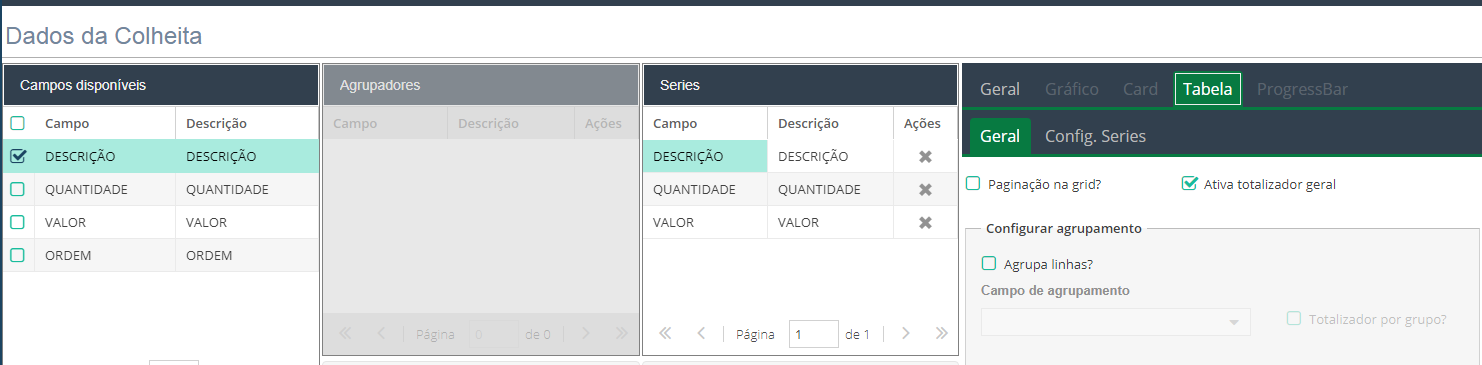 Dados da Colheita
Campos disponíveis
Campo Descrição
DESCRIÇÃO DESCRIÇÃO
QUANTIDADE QUANTIDADE
VALOR VALOR
ORDEM ORDEM
Agrupadores
Campo Descrição Ações
Página 0 de 0
Series
Campo Descrição Ações
DESCRIÇÃO DESCRIÇÃO
QUANTIDADE QUANTIDADE
VALOR VALOR
Página 1 de 1
Geral Gráfico Card Tabela ProgressBar
Geral Config. Series
Paginação na grid? Ativa totalizador geral
Configurar agrupamento
Agrupa linhas?
Campo de agrupamento
Totalizador por grupo?